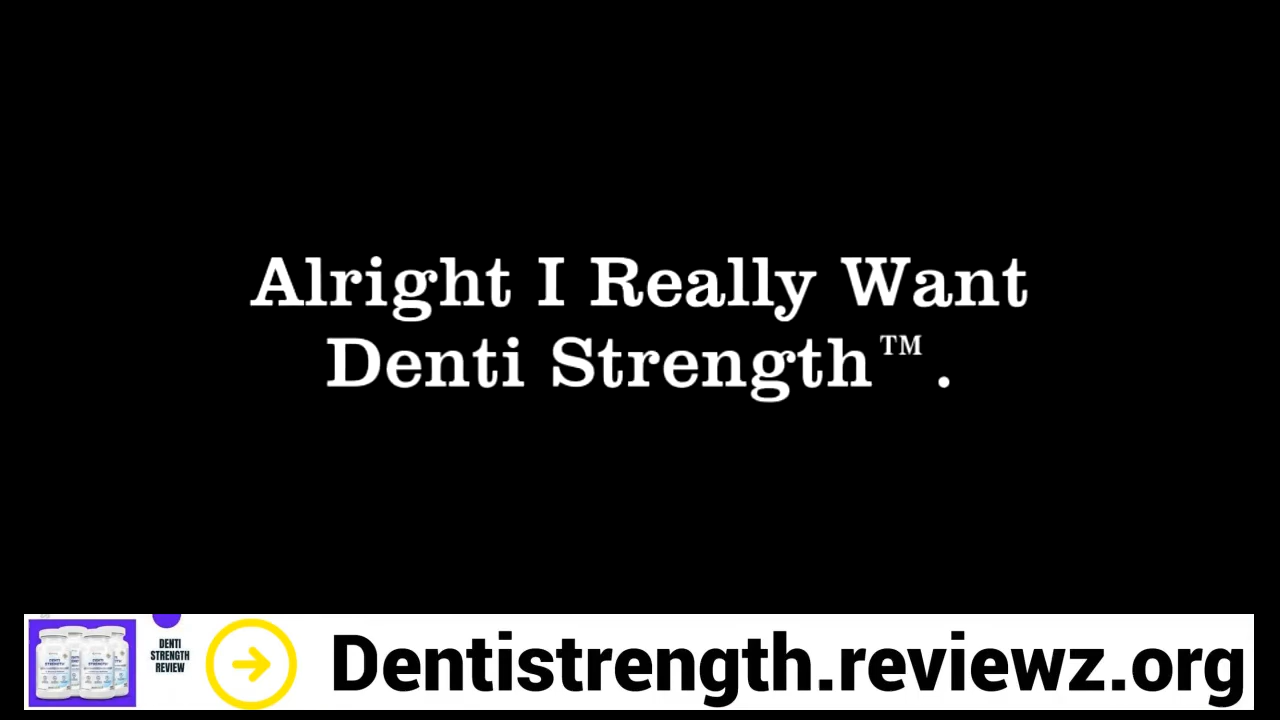 Alright I Really Want
Denti Strength™.
DENTI
STRENGTH
REVIEW
Dentistrength.reviewz.org